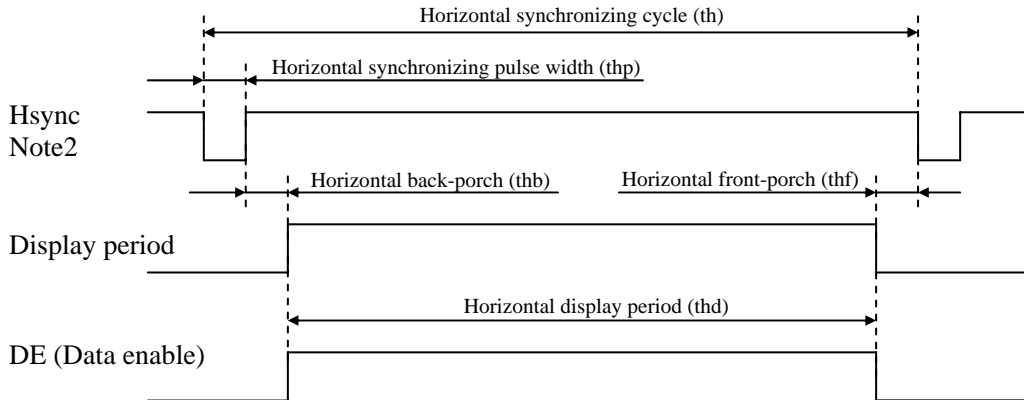 Horizontal synchronizing cycle (th)
Horizontal synchronizing pulse width (thp)
Hsync
Note2
Horizontal back-porch (thb)
Horizontal front-porch (thf)
Display period
Horizontal display period (thd)
DE (Data enable)